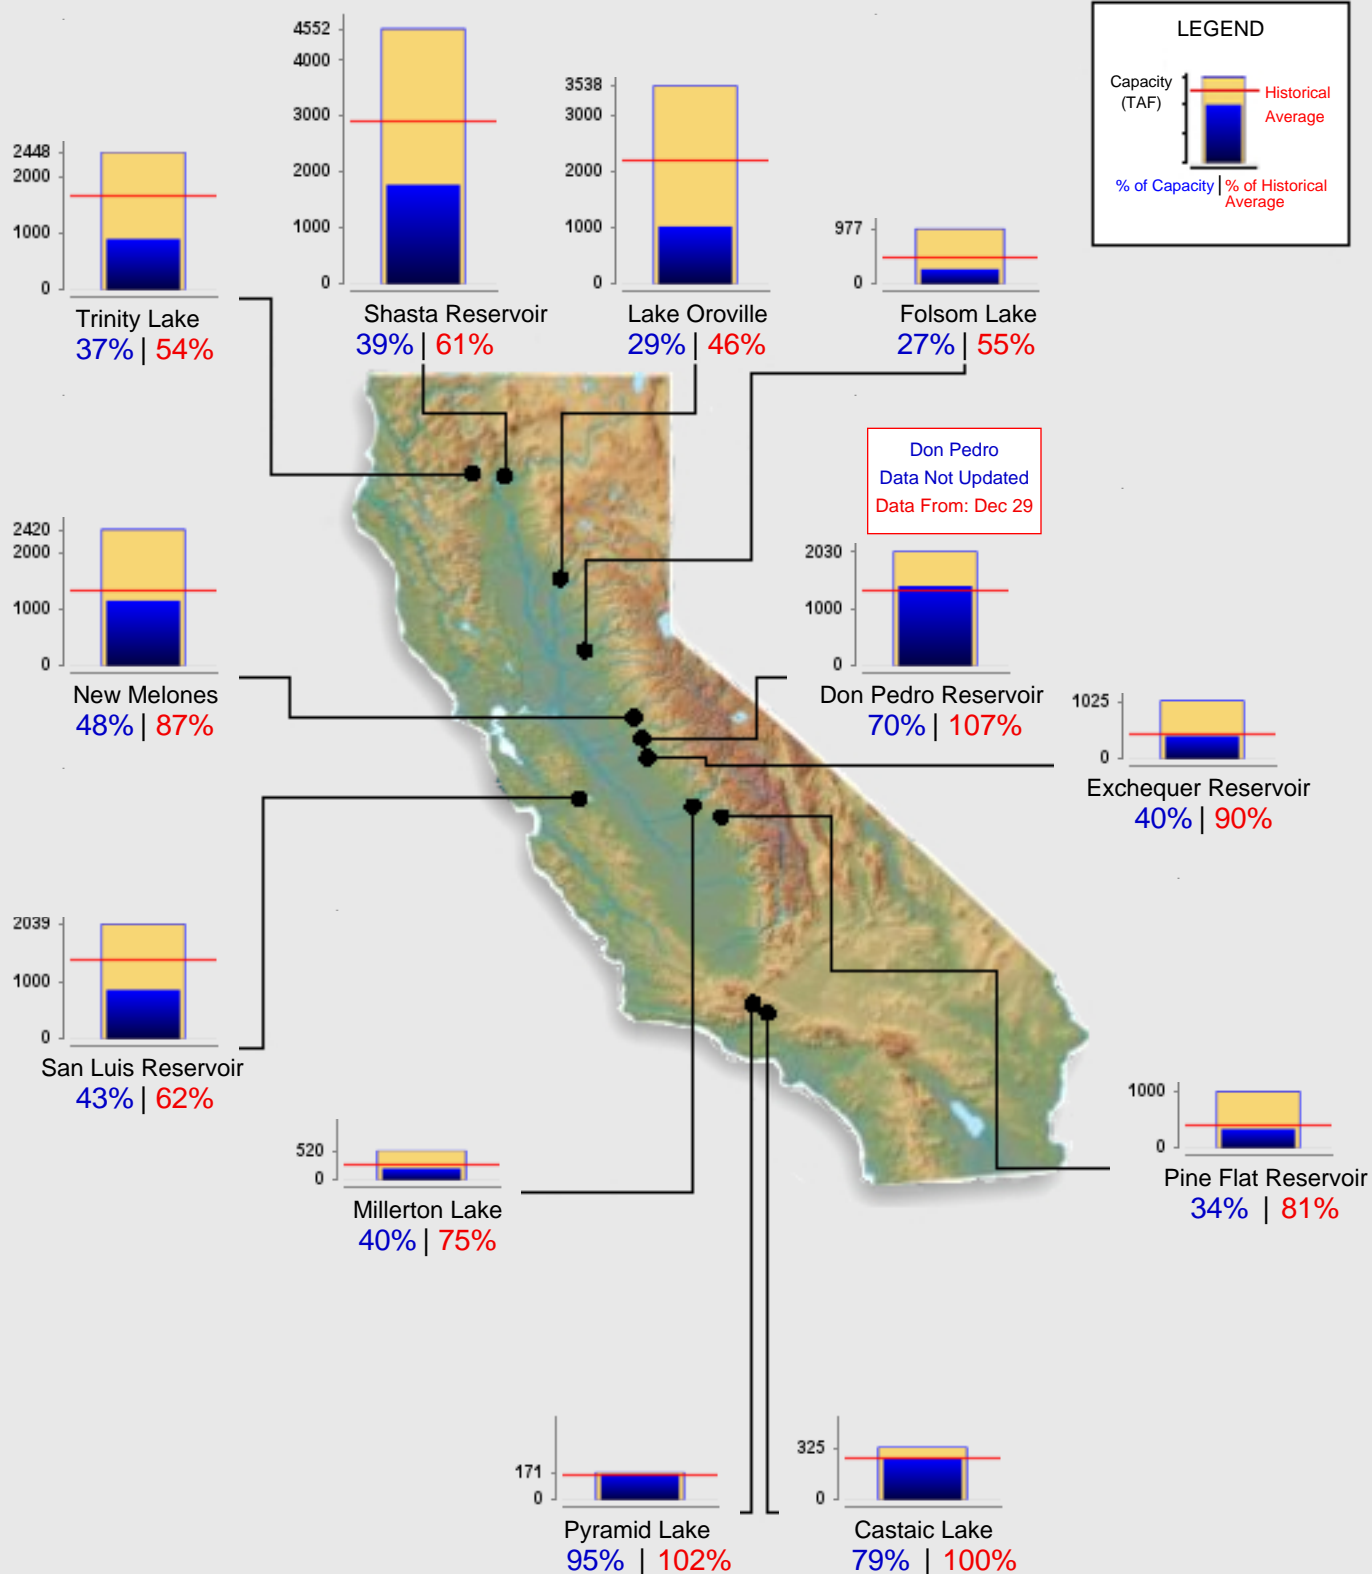 LEGEND
Capacity
(TAF)
Historical
Average
% of Capacity | % of Historical
Average
4552
4000
3000
2000
1000
0
Shasta Reservoir
39% | 61%
3538
3000
2000
1000
0
Lake Oroville
29% | 46%
2448
2000
1000
0
Trinity Lake
37% | 54%
977
0
Folsom Lake
27% | 55%
Don Pedro
Data Not Updated
Data From: Dec 29
2420
2000
1000
0
New Melones
48% | 87%
2030
1000
0
Don Pedro Reservoir
70% | 107%
1025
0
Exchequer Reservoir
40% | 90%
2039
1000
0
San Luis Reservoir
43% | 62%
520
0
Millerton Lake
40% | 75%
1000
0
Pine Flat Reservoir
34% | 81%
171
0
Pyramid Lake
95% | 102%
325
0
Castaic Lake
79% | 100%